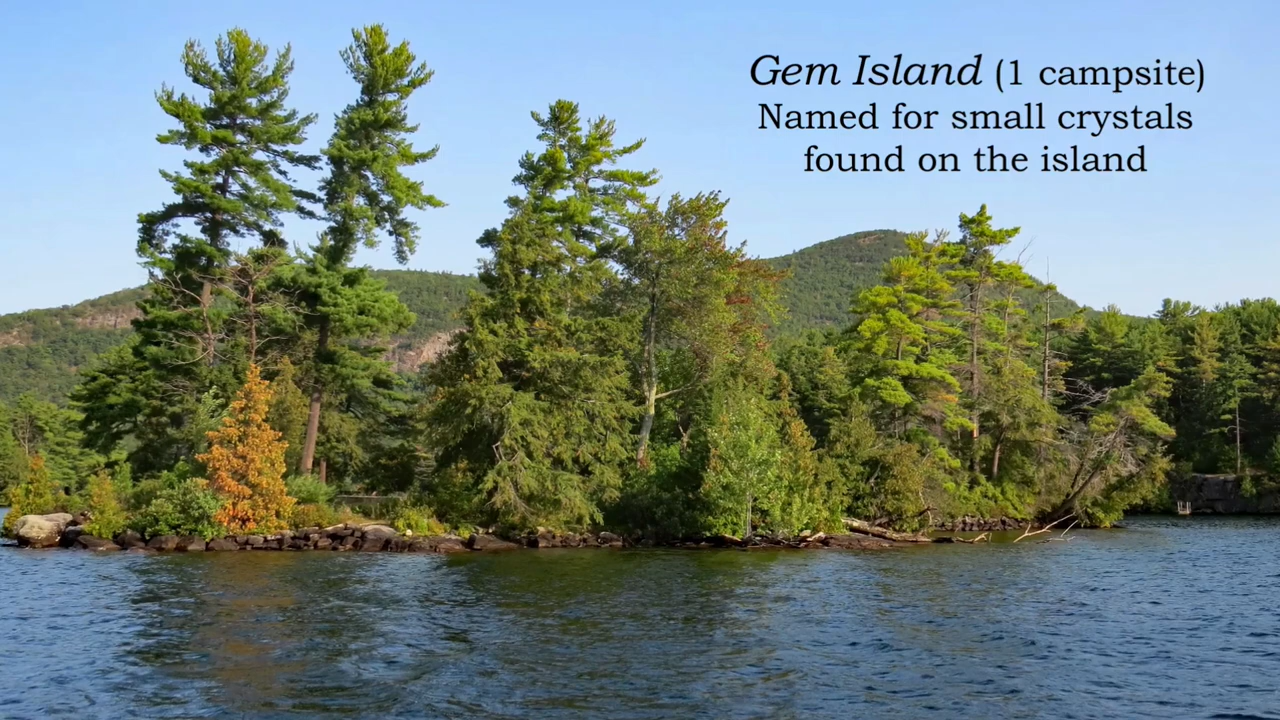 Gem Island (1 campsite)
Named for small crystals
found on the island